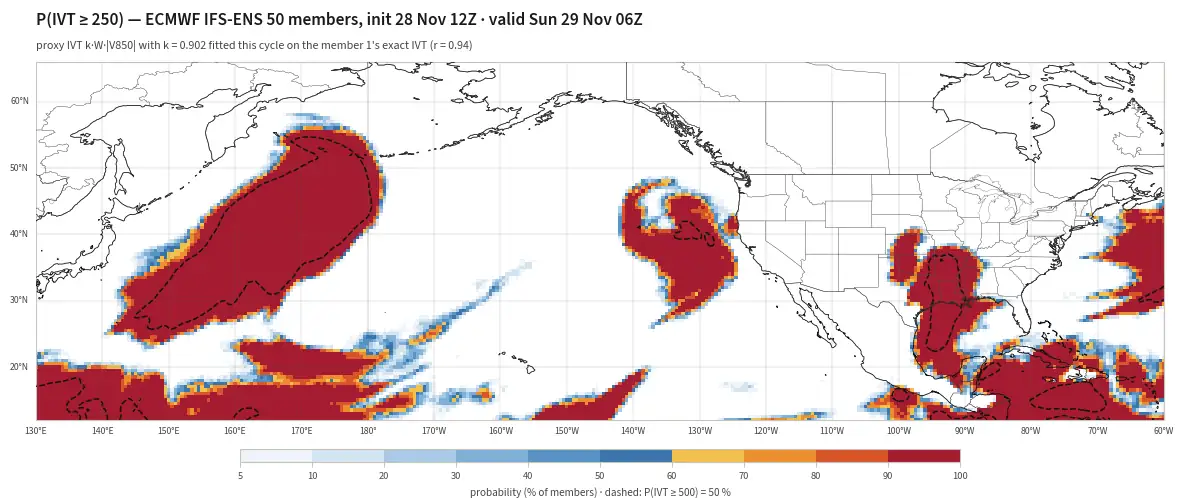 P(IVT ≥ 250) — ECMWF IFS-ENS 50 members, init 28 Nov 12Z · valid Sun 29 Nov 06Z
proxy IVT k·W·|V850| with k = 0.902 fitted this cycle on the member 1's exact IVT (r = 0.94)
60°N
50°N
40°N
30°N
20°N
130°E 140°E 150°E 160°E 170°E 180° 170°W 160°W 150°W 140°W 130°W 120°W 110°W 100°W 90°W 80°W 70°W 60°W
5 10 20 30 40 50 60 70 80 90 100
probability (% of members) · dashed: P(IVT ≥ 500) = 50 %